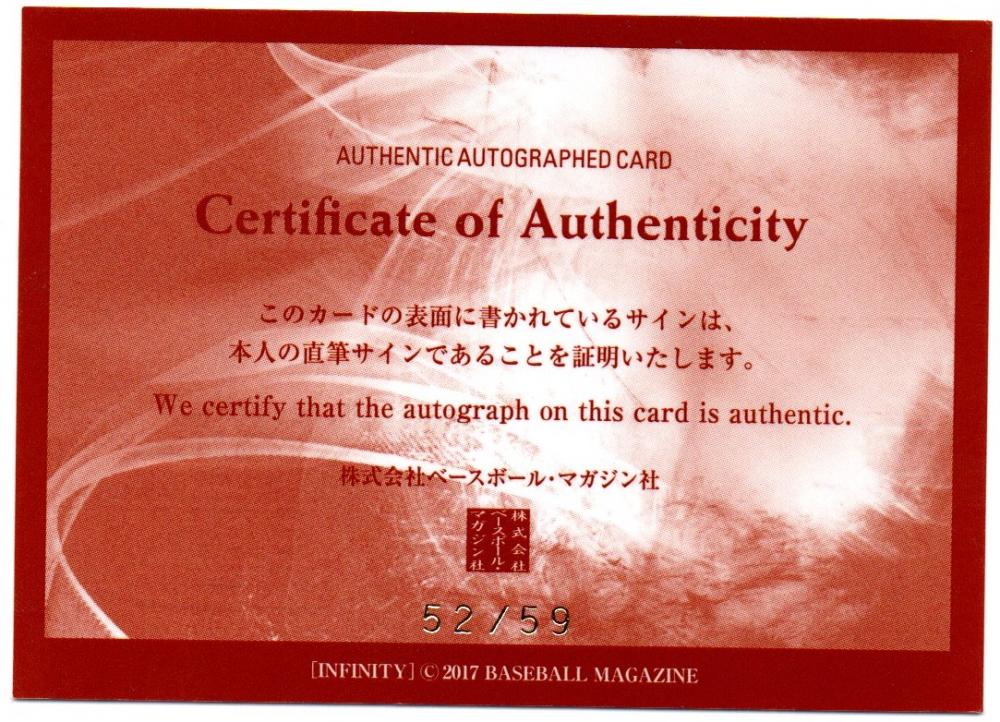 AUTHENTIC AUTOGRAPHED CARD
Certificate of Authenticity
このカードの表面に書かれているサインは、
本人の直筆サインであることを証明いたします。
We certify that the autograph on this card is authentic.
株式会社ベースボール・マガジン社
株式会社
ベースボール・
マガジン社
52/59
[INFINITY] © 2017 BASEBALL MAGAZINE